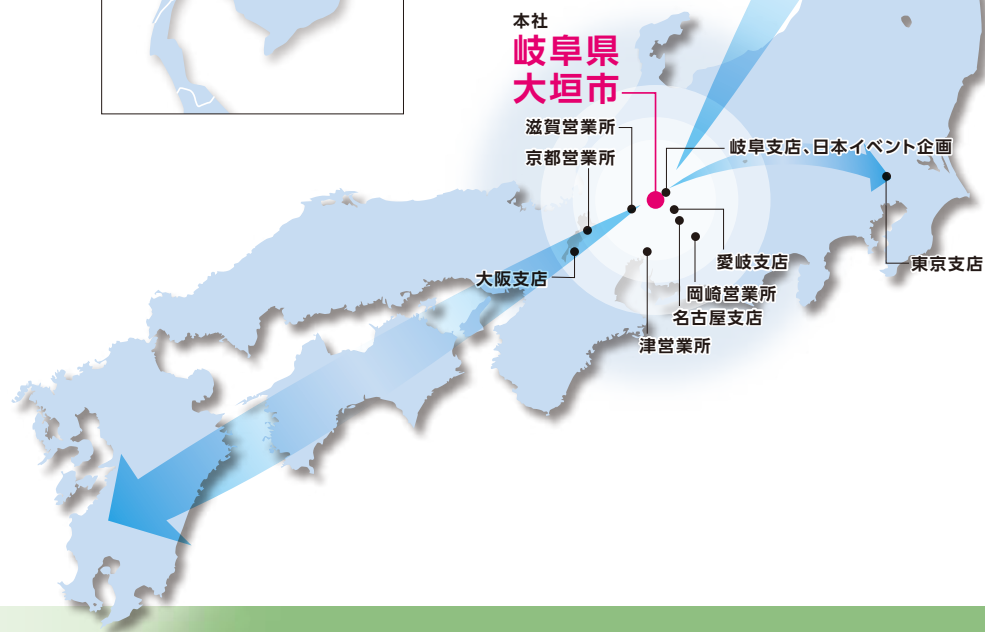 本社
岐阜県
大垣市
滋賀営業所
京都営業所
岐阜支店、日本イベント企画
大阪支店
愛岐支店
東京支店
岡崎営業所
名古屋支店
津営業所